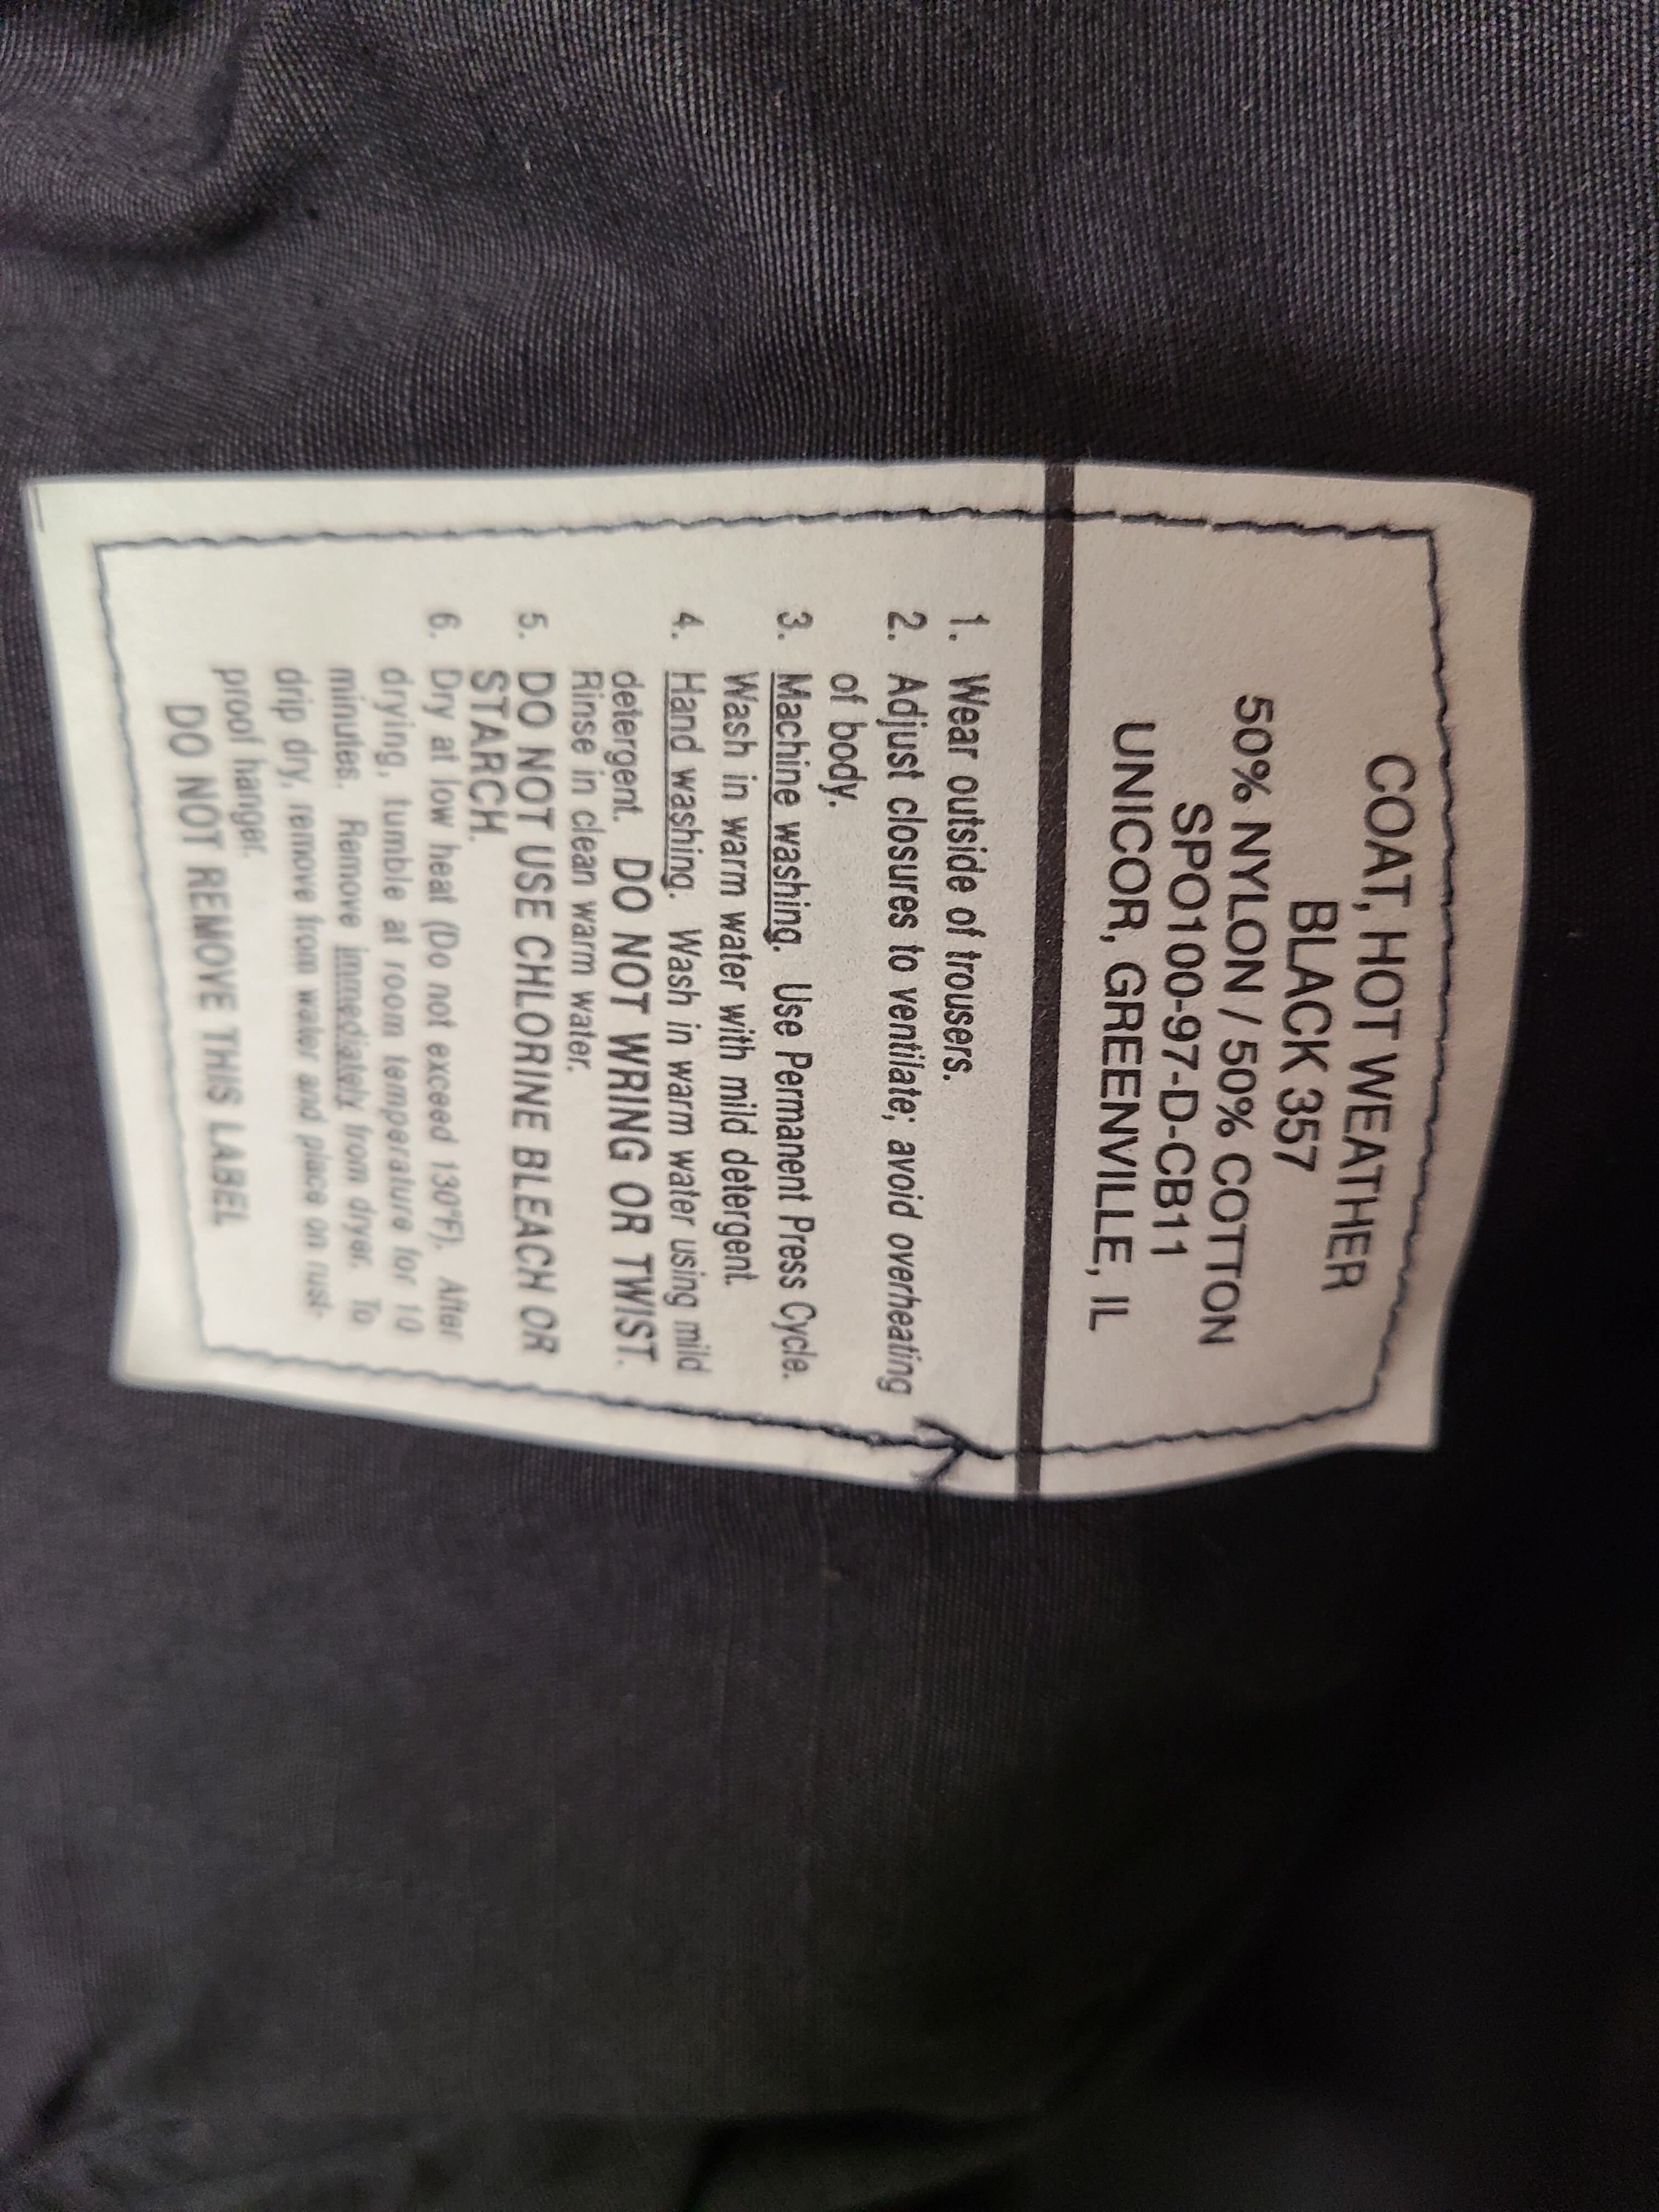 COAT, HOT WEATHER
BLACK 357
50% NYLON / 50% COTTON
SPO100-97-D-CB11
UNICOR, GREENVILLE, IL
1. Wear outside of trousers.
2. Adjust closures to ventilate; avoid overheating
of body.
3. Machine washing. Use Permanent Press Cycle.
Wash in warm water with mild detergent.
4. Hand washing. Wash in warm water using mild
detergent. DO NOT WRING OR TWIST.
Rinse in clean warm water.
5. DO NOT USE CHLORINE BLEACH OR
STARCH.
6. Dry at low heat (Do not exceed 130°F). After
drying, tumble at room temperature for 10
minutes. Remove immediately from dryer. To
drip dry, remove from water and place on rust-
proof hanger.
DO NOT REMOVE THIS LABEL